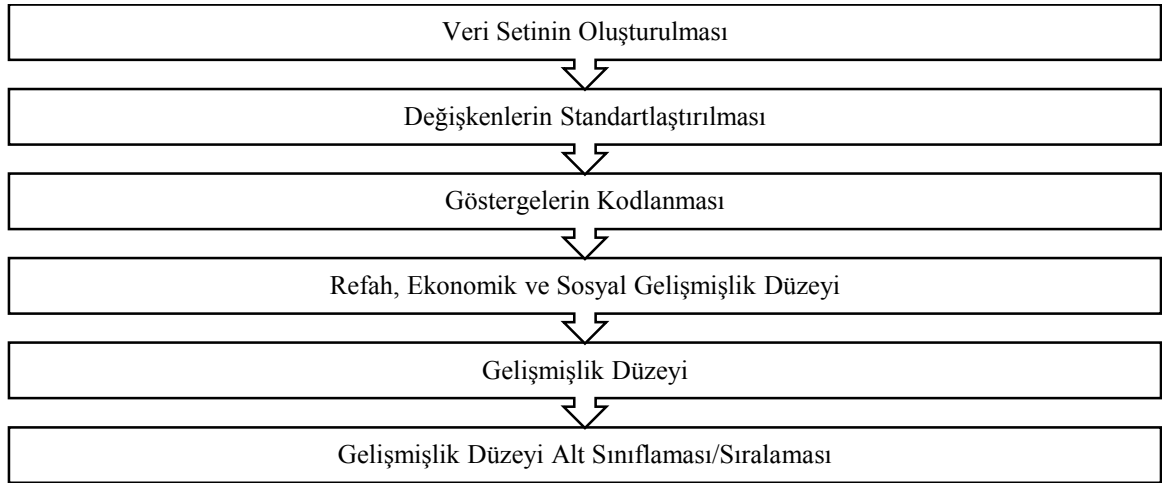 Veri Setinin Oluşturulması
Değişkenlerin Standartlaştırılması
Göstergelerin Kodlanması
Refah, Ekonomik ve Sosyal Gelişmişlik Düzeyi
Gelişmişlik Düzeyi
Gelişmişlik Düzeyi Alt Sınıflaması/Sıralaması